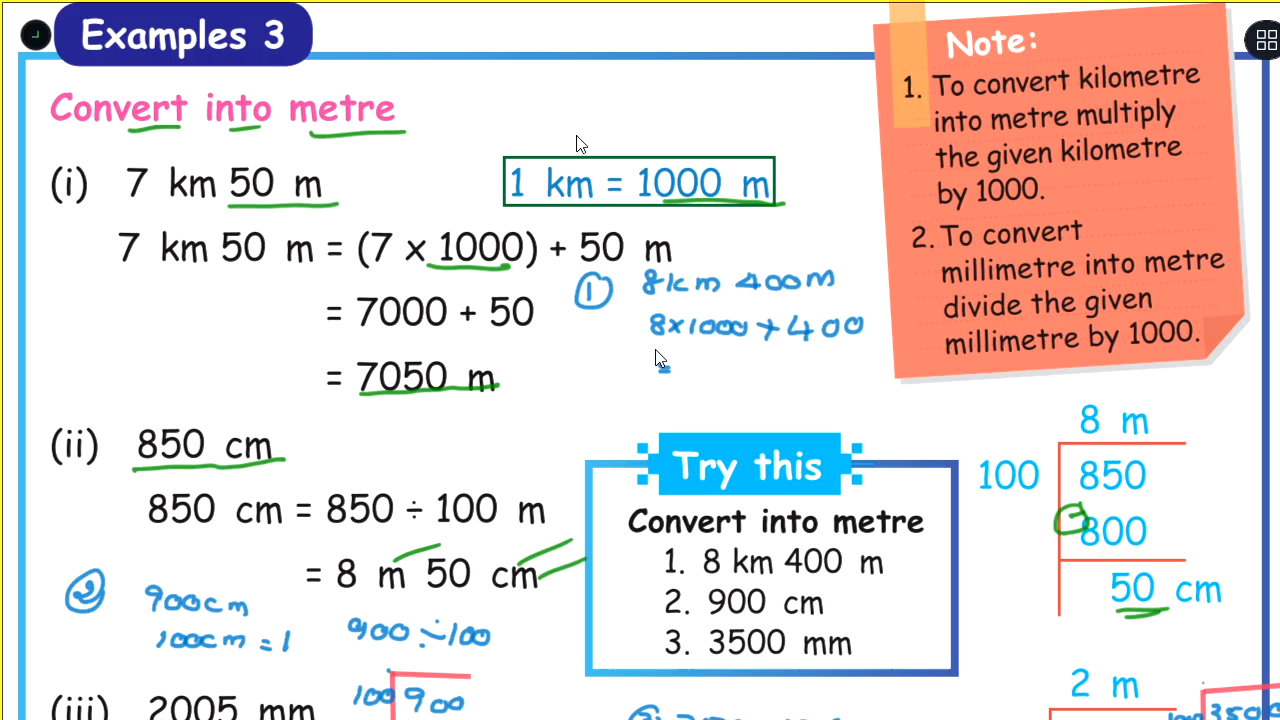 Examples 3
Convert into metre
(i) 7 km 50 m
1 km = 1000 m
7 km 50 m = (7 x 1000) + 50 m
= 7000 + 50
= 7050 m
① 8km 400m
8x1000+400
=
(ii) 850 cm
850 cm = 850 ÷ 100 m
= 8 m 50 cm
② 900cm
100cm = 1
900 ÷ 100
100 900
(iii) 2005 mm
Note:
1. To convert kilometre
into metre multiply
the given kilometre
by 1000.
2. To convert
millimetre into metre
divide the given
millimetre by 1000.
Try this
Convert into metre
1. 8 km 400 m
2. 900 cm
3. 3500 mm
8 m
100 850
800
50 cm
2 m